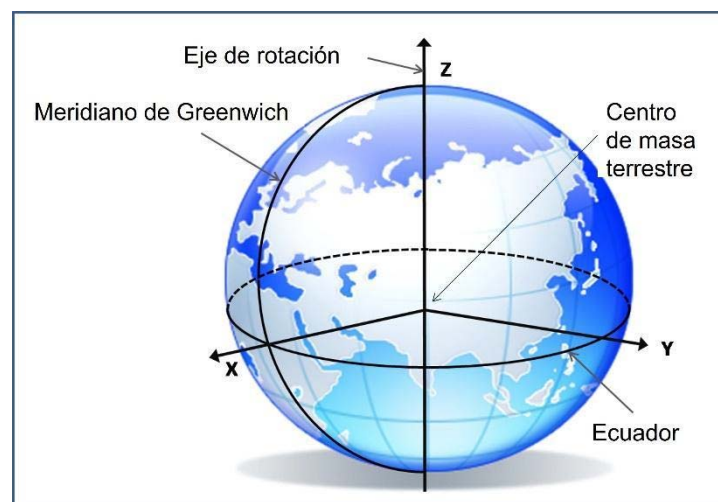 Eje de rotación
Z
Meridiano de Greenwich
Centro
de masa
terrestre
X
Y
Ecuador